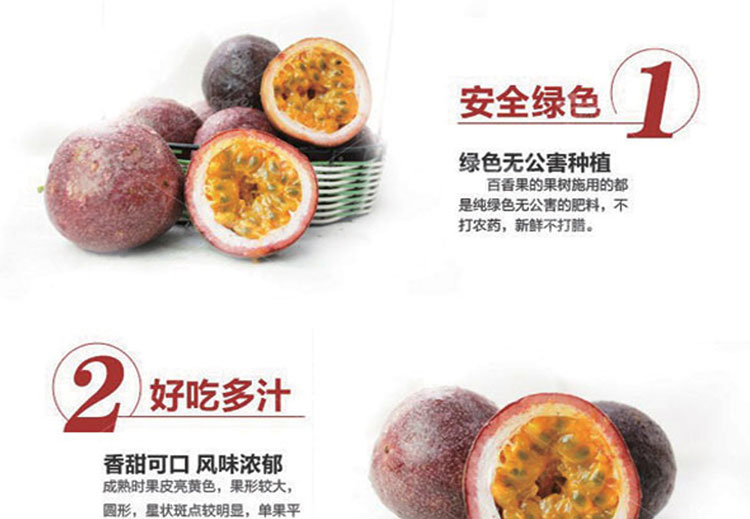 安全绿色
1
绿色无公害种植
百香果的果树施用的都
是纯绿色无公害的肥料，不
打农药，新鲜不打腊。
2
好吃多汁
香甜可口 风味浓郁
成熟时果皮亮黄色，果形较大，
圆形，星状斑点较明显，单果平